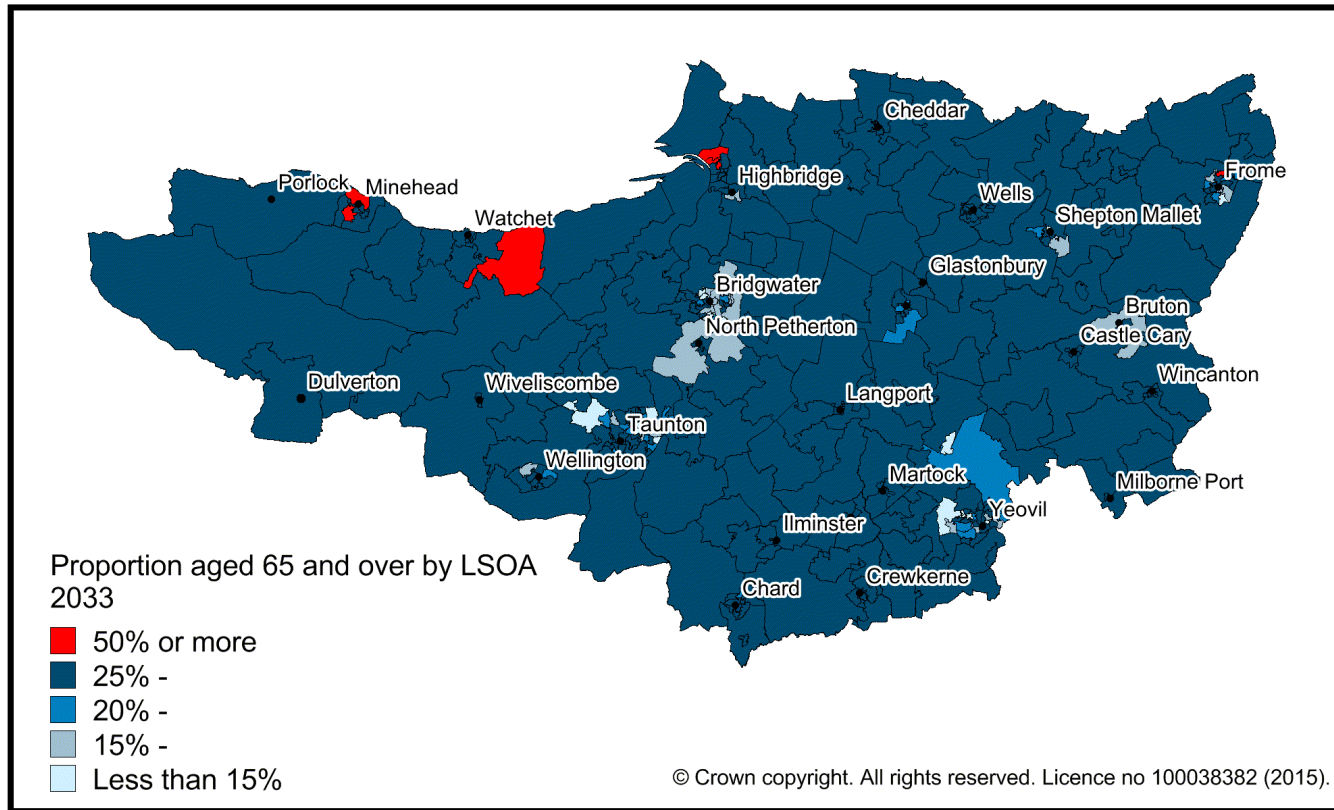 Cheddar
Porlock
Minehead
Highbridge
Frome
Wells
Watchet
Shepton Mallet
Glastonbury
Bridgwater
Bruton
North Petherton
Castle Cary
Dulverton
Wiveliscombe
Wincanton
Langport
Taunton
Wellington
Martock
Milborne Port
Yeovil
Ilminster
Proportion aged 65 and over by LSOA
2033
Chard
Crewkerne
50% or more
25% -
20% -
15% -
Less than 15%
© Crown copyright. All rights reserved. Licence no 100038382 (2015).